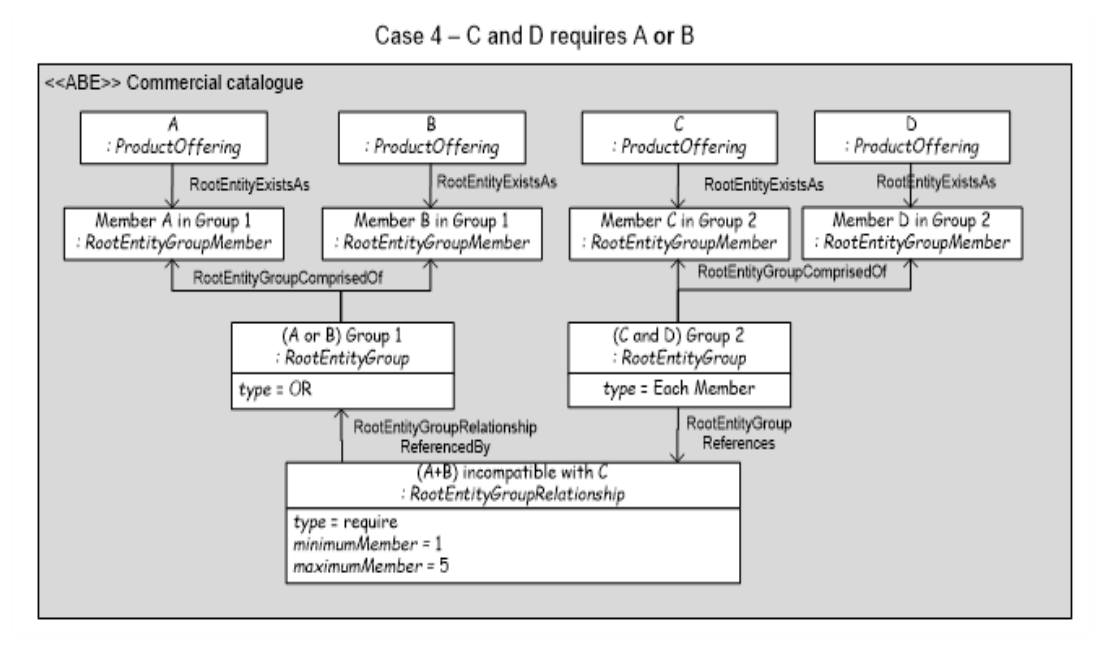 Case 4 – C and D requires A or B
<<ABE>> Commercial catalogue
A
: ProductOffering
B
: ProductOffering
C
: ProductOffering
D
: ProductOffering
RootEntityExistsAs
RootEntityExistsAs
RootEntityExistsAs
RootEntityExistsAs
Member A in Group 1
: RootEntityGroupMember
Member B in Group 1
: RootEntityGroupMember
Member C in Group 2
: RootEntityGroupMember
Member D in Group 2
: RootEntityGroupMember
RootEntityGroupComprisedOf
RootEntityGroupComprisedOf
(A or B) Group 1
: RootEntityGroup
type = OR
(C and D) Group 2
: RootEntityGroup
type = Each Member
RootEntityGroupRelationship
ReferencedBy
RootEntityGroup
References
(A+B) incompatible with C
: RootEntityGroupRelationship
type = require
minimumMember = 1
maximumMember = 5